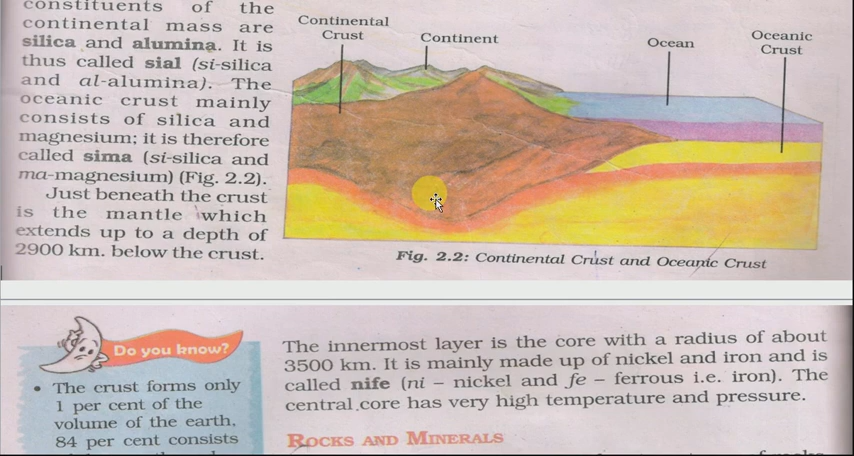 constituents of the
continental mass are
silica and alumina. It is
thus called sial (si-silica
and al-alumina). The
oceanic crust mainly
consists of silica and
magnesium; it is therefore
called sima (si-silica and
ma-magnesium) (Fig. 2.2).
Just beneath the crust
is the mantle which
extends up to a depth of
2900 km. below the crust.
Continental
Crust
Continent
Ocean
Oceanic
Crust
Fig. 2.2: Continental Crust and Oceanic Crust
Do you know?
• The crust forms only
1 per cent of the
volume of the earth,
84 per cent consists
The innermost layer is the core with a radius of about
3500 km. It is mainly made up of nickel and iron and is
called nife (ni – nickel and fe – ferrous i.e. iron). The
central core has very high temperature and pressure.
ROCKS AND MINERALS